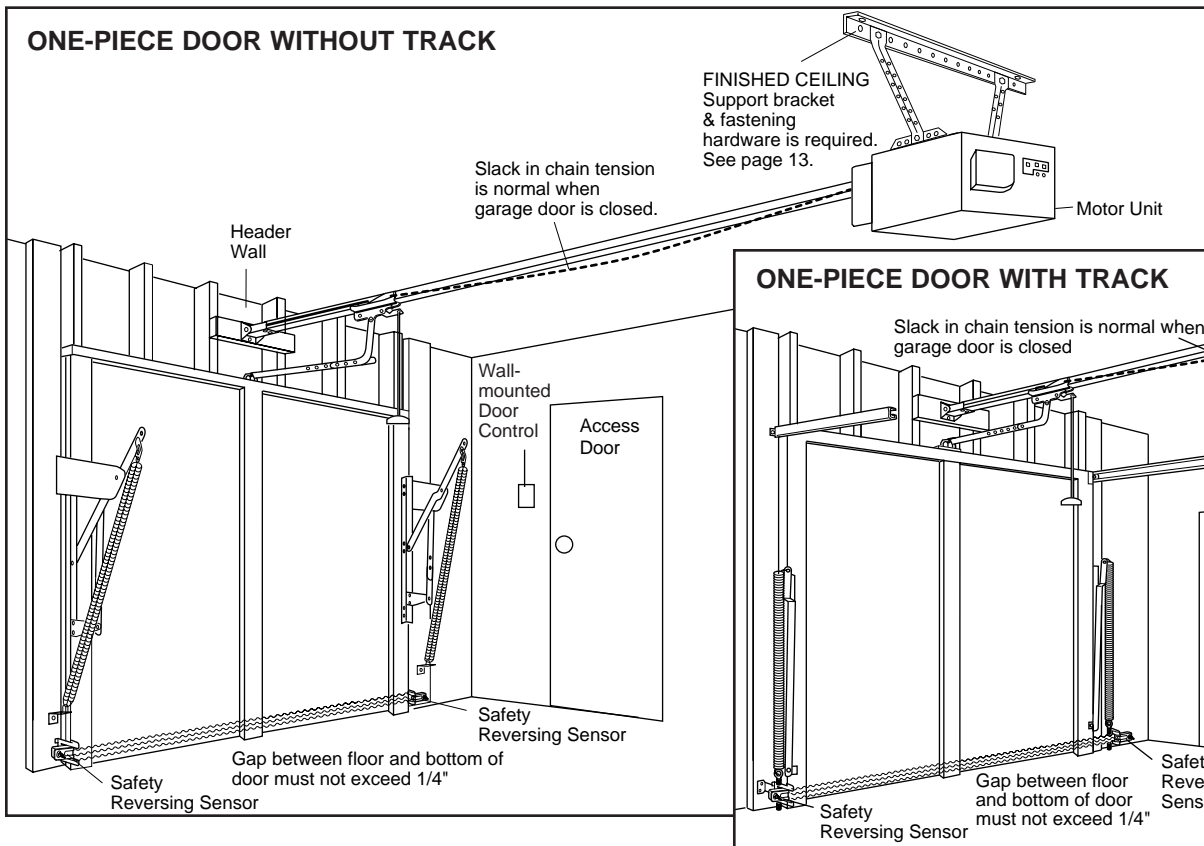 ONE-PIECE DOOR WITHOUT TRACK
FINISHED CEILING
Support bracket
& fastening
hardware is required.
See page 13.
Slack in chain tension
is normal when
garage door is closed.
Motor Unit
Header
Wall
Wall-
mounted
Door
Control
Access
Door
Safety
Reversing Sensor
Gap between floor and bottom of
door must not exceed 1/4"
Safety
Reversing Sensor
ONE-PIECE DOOR WITH TRACK
Slack in chain tension is normal when
garage door is closed
Gap between floor
and bottom of door
must not exceed 1/4"
Safety
Reversing Sensor
Safet
Reve
Sens